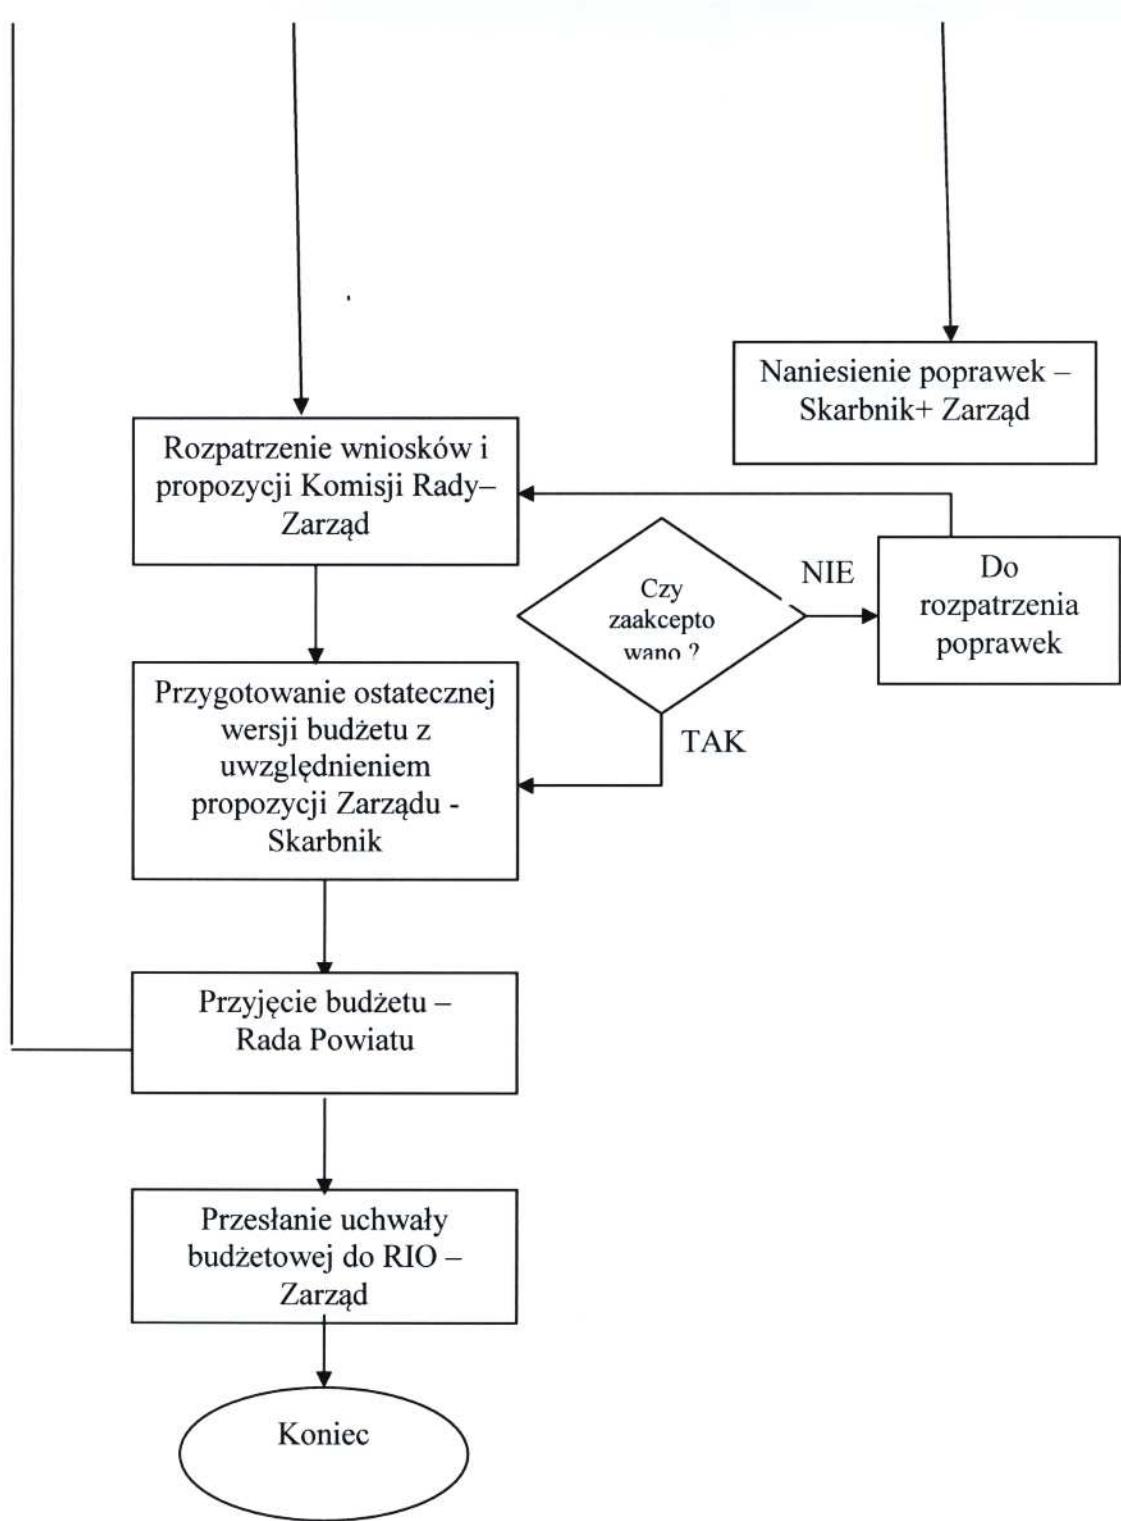 Naniesienie poprawek –
Skarbnik+ Zarząd
Rozpatrzenie wniosków i
propozycji Komisji Rady–
Zarząd
Czy
zaakcepto
wano ?
NIE
Do
rozpatrzenia
poprawek
TAK
Przygotowanie ostatecznej
wersji budżetu z
uwzględnieniem
propozycji Zarządu -
Skarbnik
Przyjęcie budżetu –
Rada Powiatu
Przesłanie uchwały
budżetowej do RIO –
Zarząd
Koniec